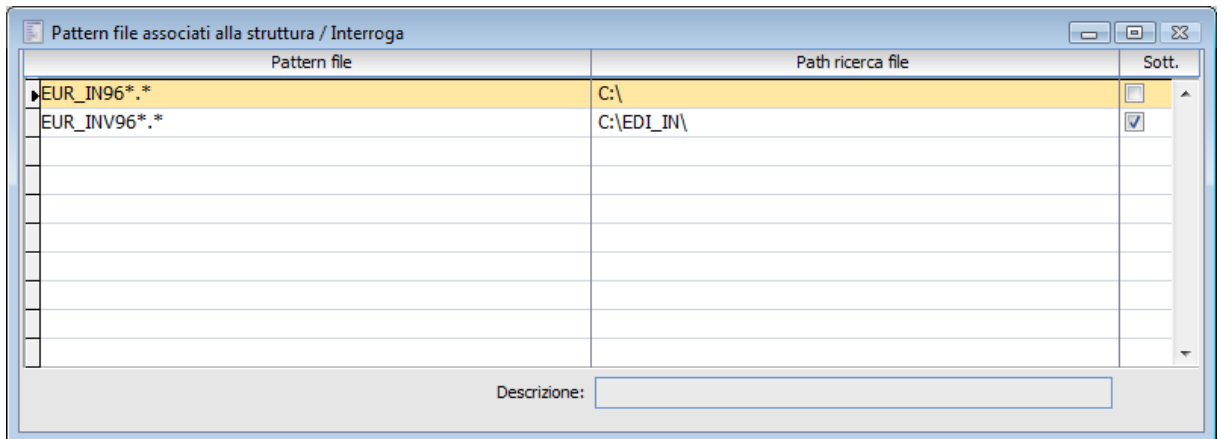 Pattern file associati alla struttura / Interroga
Pattern file Path ricerca file Sott.
EUR_IN96*.* C:\
EUR_INV96*.* C:\EDI_IN\
Descrizione: